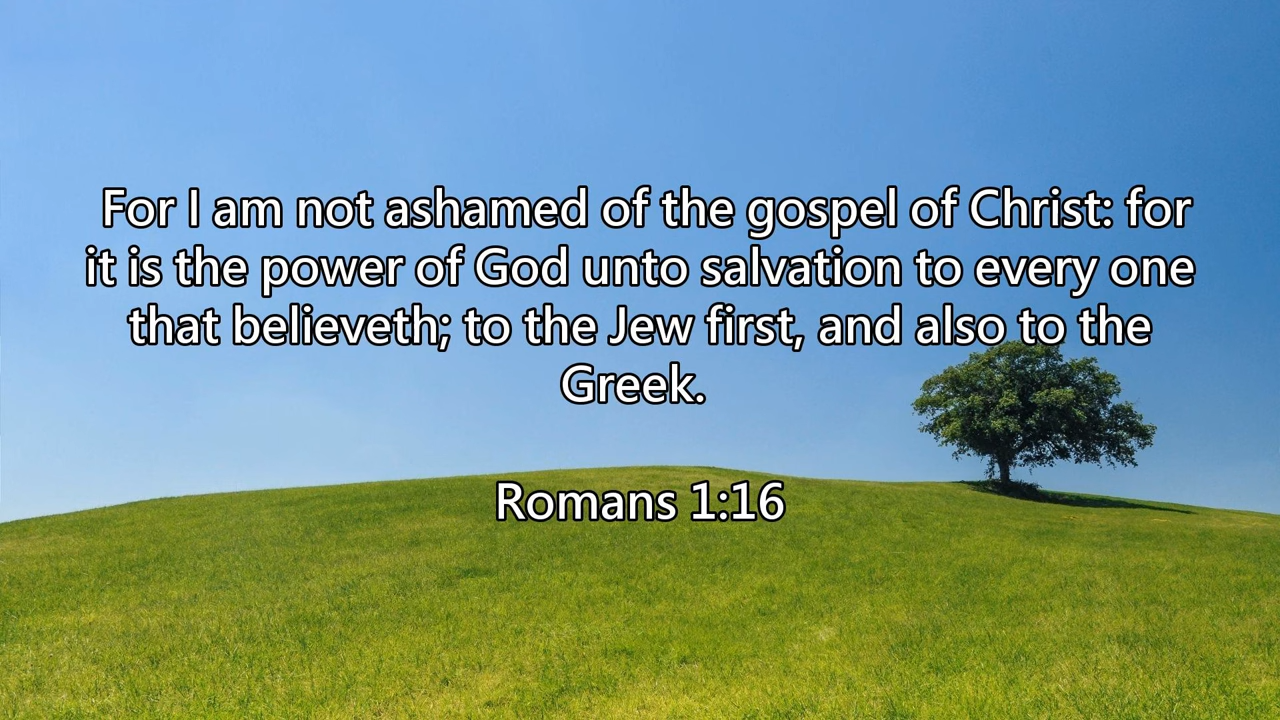 For I am not ashamed of the gospel of Christ: for
it is the power of God unto salvation to every one
that believeth; to the Jew first, and also to the
Greek.
Romans 1:16